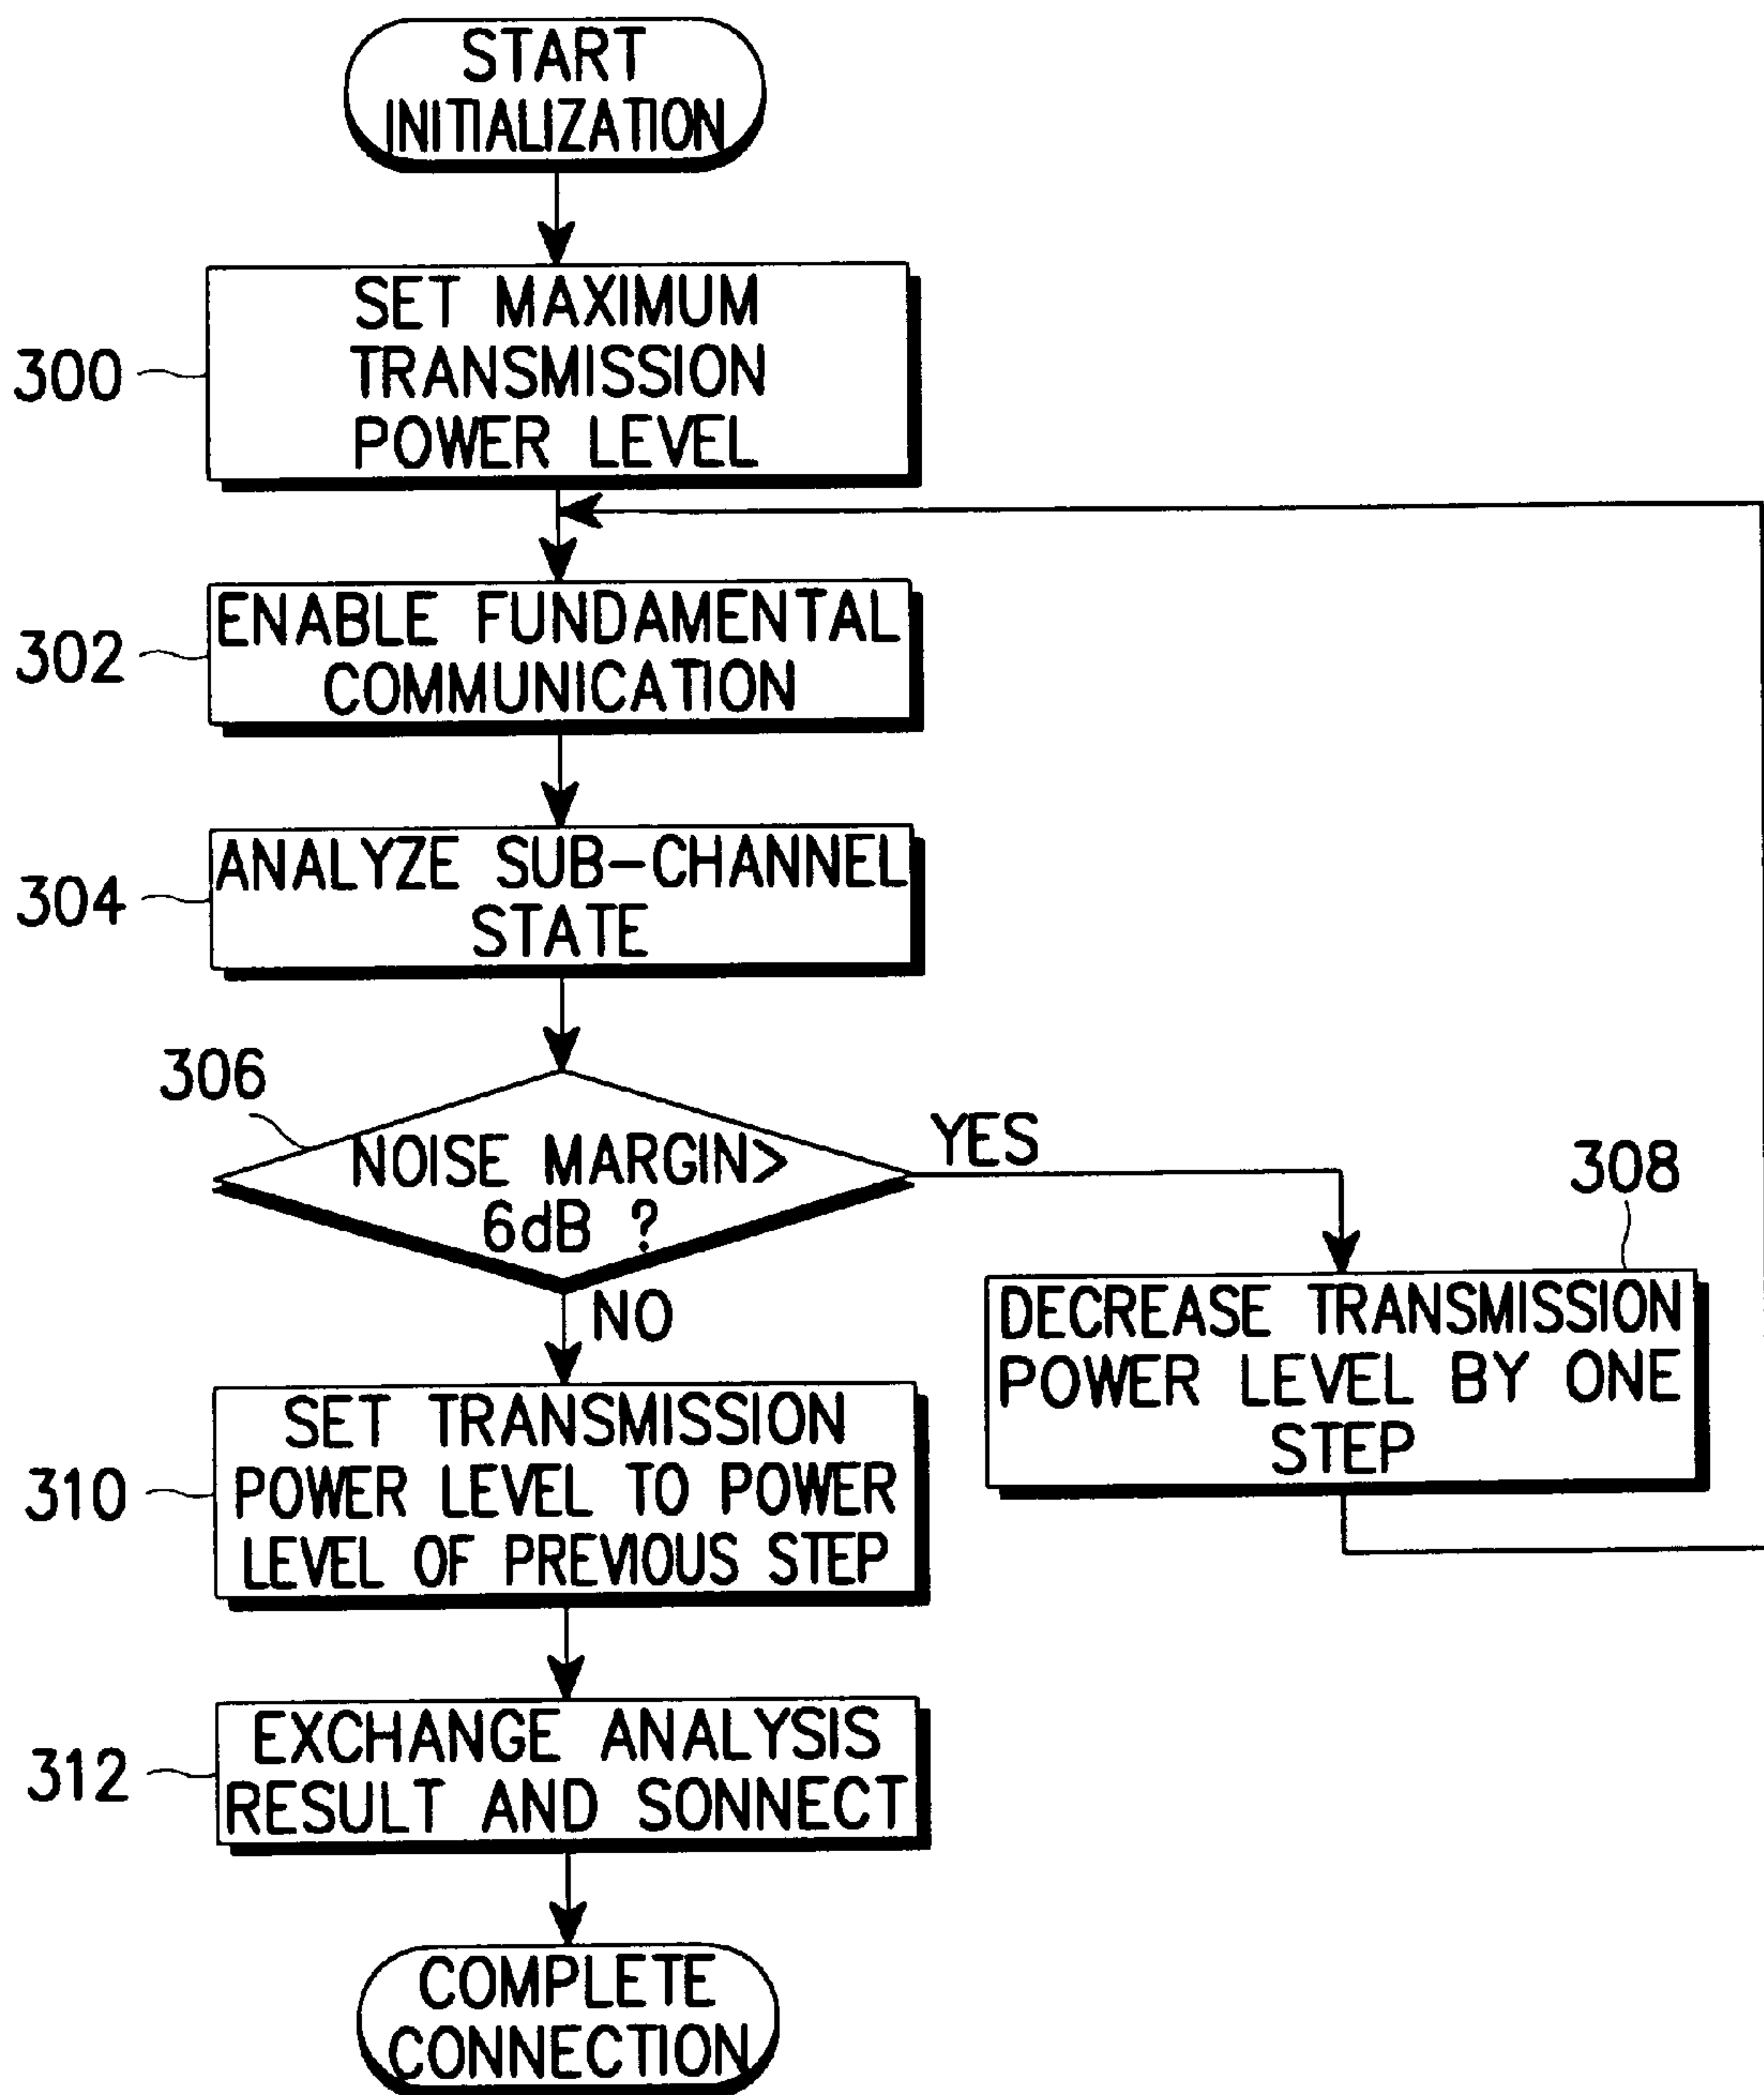 START
INITIALIZATION
300
SET MAXIMUM
TRANSMISSION
POWER LEVEL
302
ENABLE FUNDAMENTAL
COMMUNICATION
304
ANALYZE SUB-CHANNEL
STATE
306
NOISE MARGIN>
6dB ?
YES
NO
308
DECREASE TRANSMISSION
POWER LEVEL BY ONE
STEP
310
SET TRANSMISSION
POWER LEVEL TO POWER
LEVEL OF PREVIOUS STEP
312
EXCHANGE ANALYSIS
RESULT AND SONNECT
COMPLETE
CONNECTION